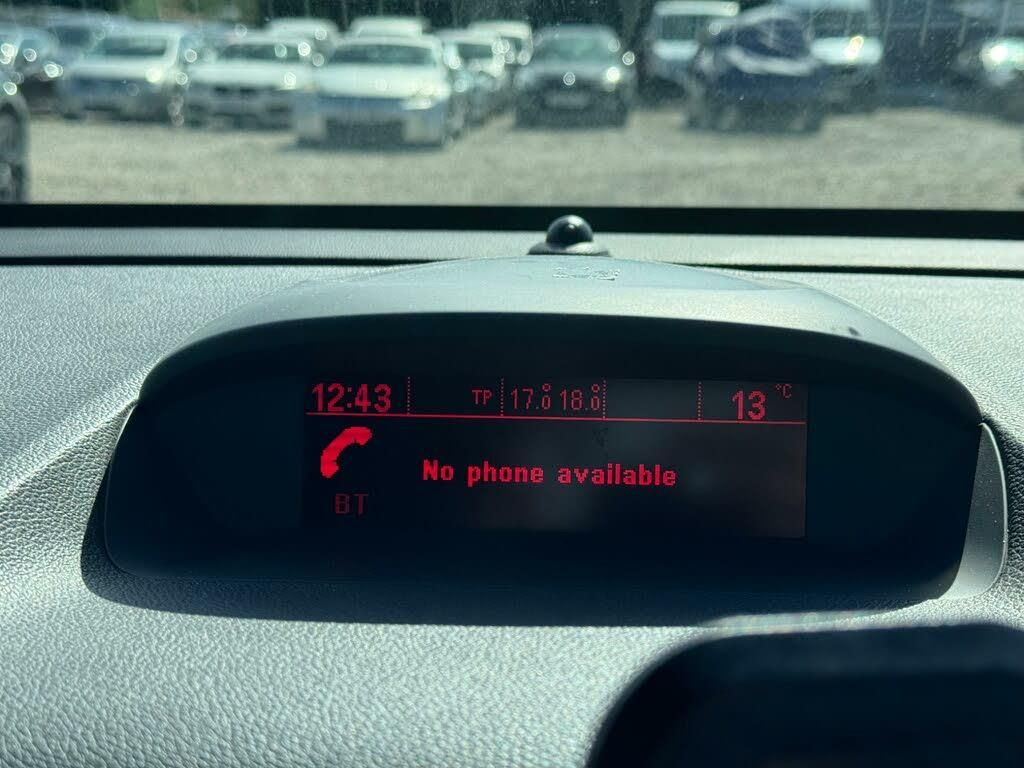 12:43 TP 17.0 18.0 13 °C
No phone available
BT